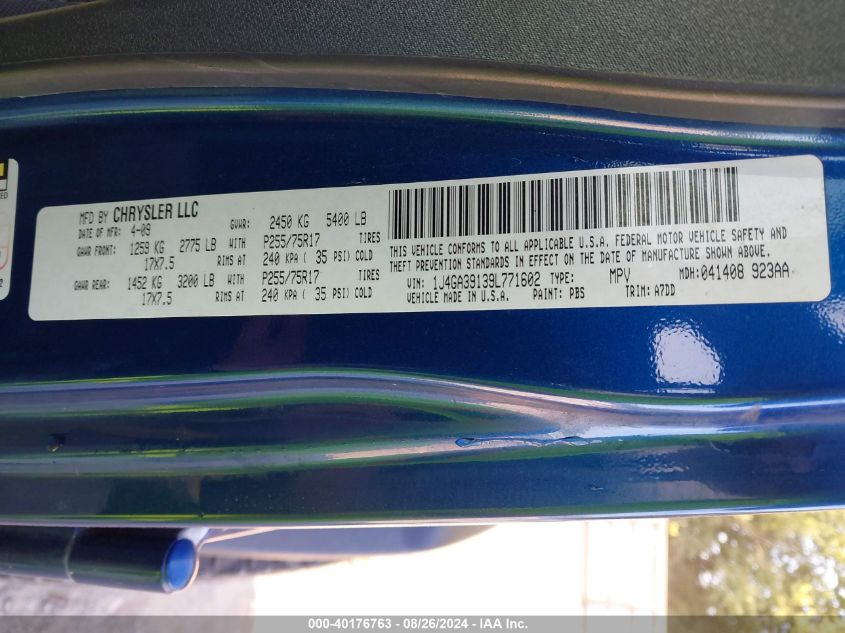 MFD BY CHRYSLER LLC
DATE OF MFR: 4-09 GVWR: 2450 KG 5400 LB
GAWR FRONT: 1259 KG 2775 LB WITH P255/75R17 TIRES
17X7.5 RIMS AT 240 KPA ( 35 PSI) COLD
GAWR REAR: 1452 KG 3200 LB WITH P255/75R17 TIRES
17X7.5 RIMS AT 240 KPA ( 35 PSI) COLD
THIS VEHICLE CONFORMS TO ALL APPLICABLE U.S.A. FEDERAL MOTOR VEHICLE SAFETY AND
THEFT PREVENTION STANDARDS IN EFFECT ON THE DATE OF MANUFACTURE SHOWN ABOVE.
VIN: 1J4GA39139L771602 TYPE: MPV MDH: 041408 923AA
VEHICLE MADE IN U.S.A. PAINT: PBS TRIM: A7DD
000-40176763 - 08/26/2024 - IAA Inc.